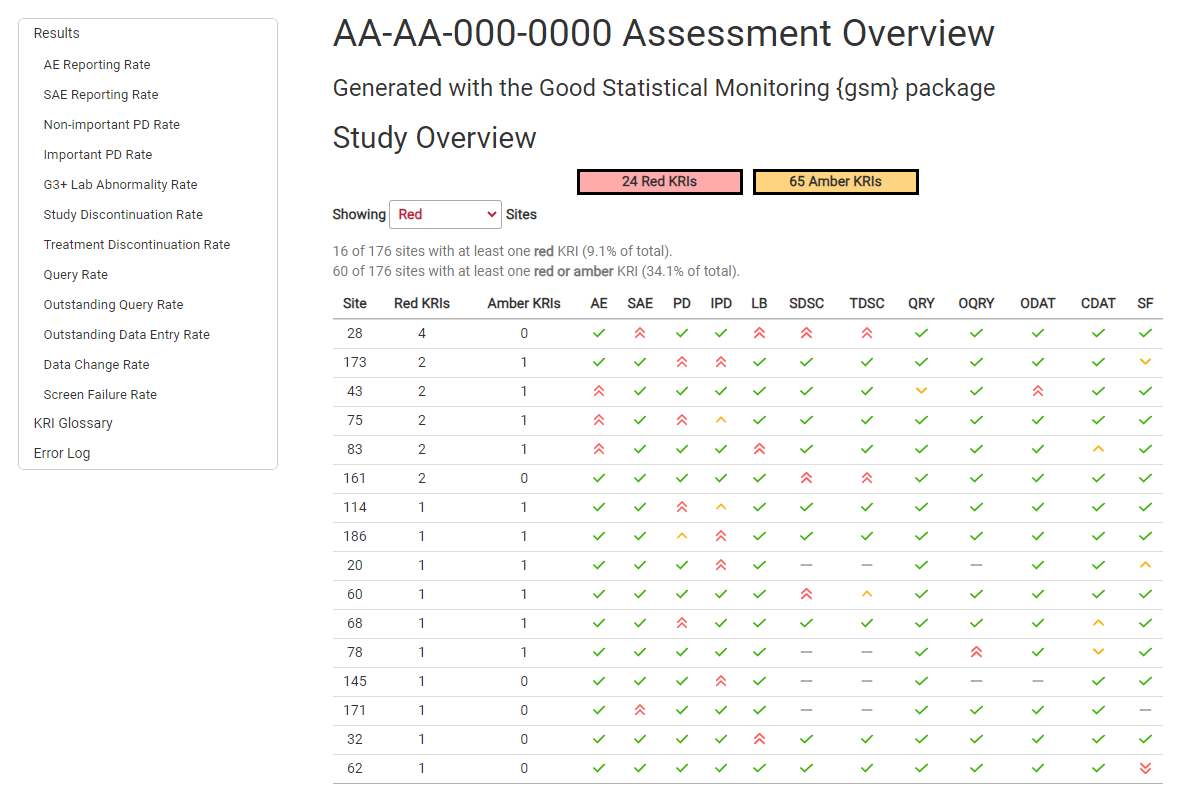 Results
AE Reporting Rate
SAE Reporting Rate
Non-important PD Rate
Important PD Rate
G3+ Lab Abnormality Rate
Study Discontinuation Rate
Treatment Discontinuation Rate
Query Rate
Outstanding Query Rate
Outstanding Data Entry Rate
Data Change Rate
Screen Failure Rate
KRI Glossary
Error Log
AA-AA-000-0000 Assessment Overview
Generated with the Good Statistical Monitoring {gsm} package
Study Overview
24 Red KRIs 65 Amber KRIs
Showing Red Sites
16 of 176 sites with at least one red KRI (9.1% of total).
60 of 176 sites with at least one red or amber KRI (34.1% of total).
Site Red KRIs Amber KRIs AE SAE PD IPD LB SDSC TDSC QRY OQRY ODAT CDAT SF
28 4 0
173 2 1
43 2 1
75 2 1
83 2 1
161 2 0
114 1 1
186 1 1
20 1 1
60 1 1
68 1 1
78 1 1
145 1 0
171 1 0
32 1 0
62 1 0